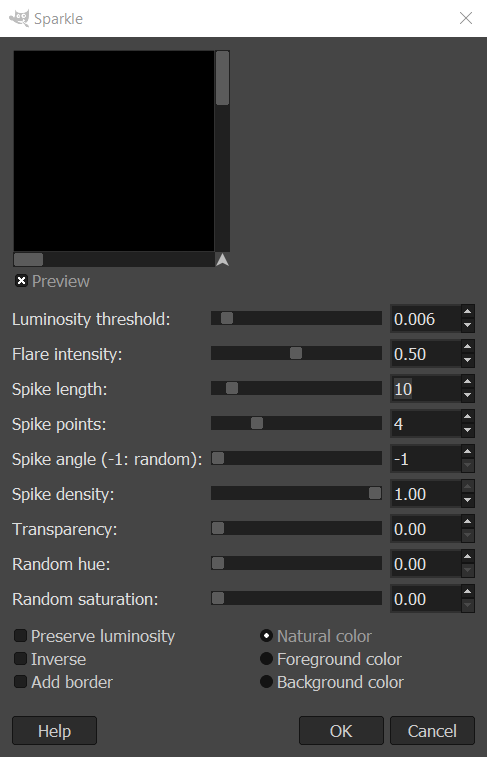 Sparkle
Preview
Luminosity threshold: 0.006
Flare intensity: 0.50
Spike length: 10
Spike points: 4
Spike angle (-1: random): -1
Spike density: 1.00
Transparency: 0.00
Random hue: 0.00
Random saturation: 0.00
Preserve luminosity Natural color
Inverse Foreground color
Add border Background color
Help OK Cancel